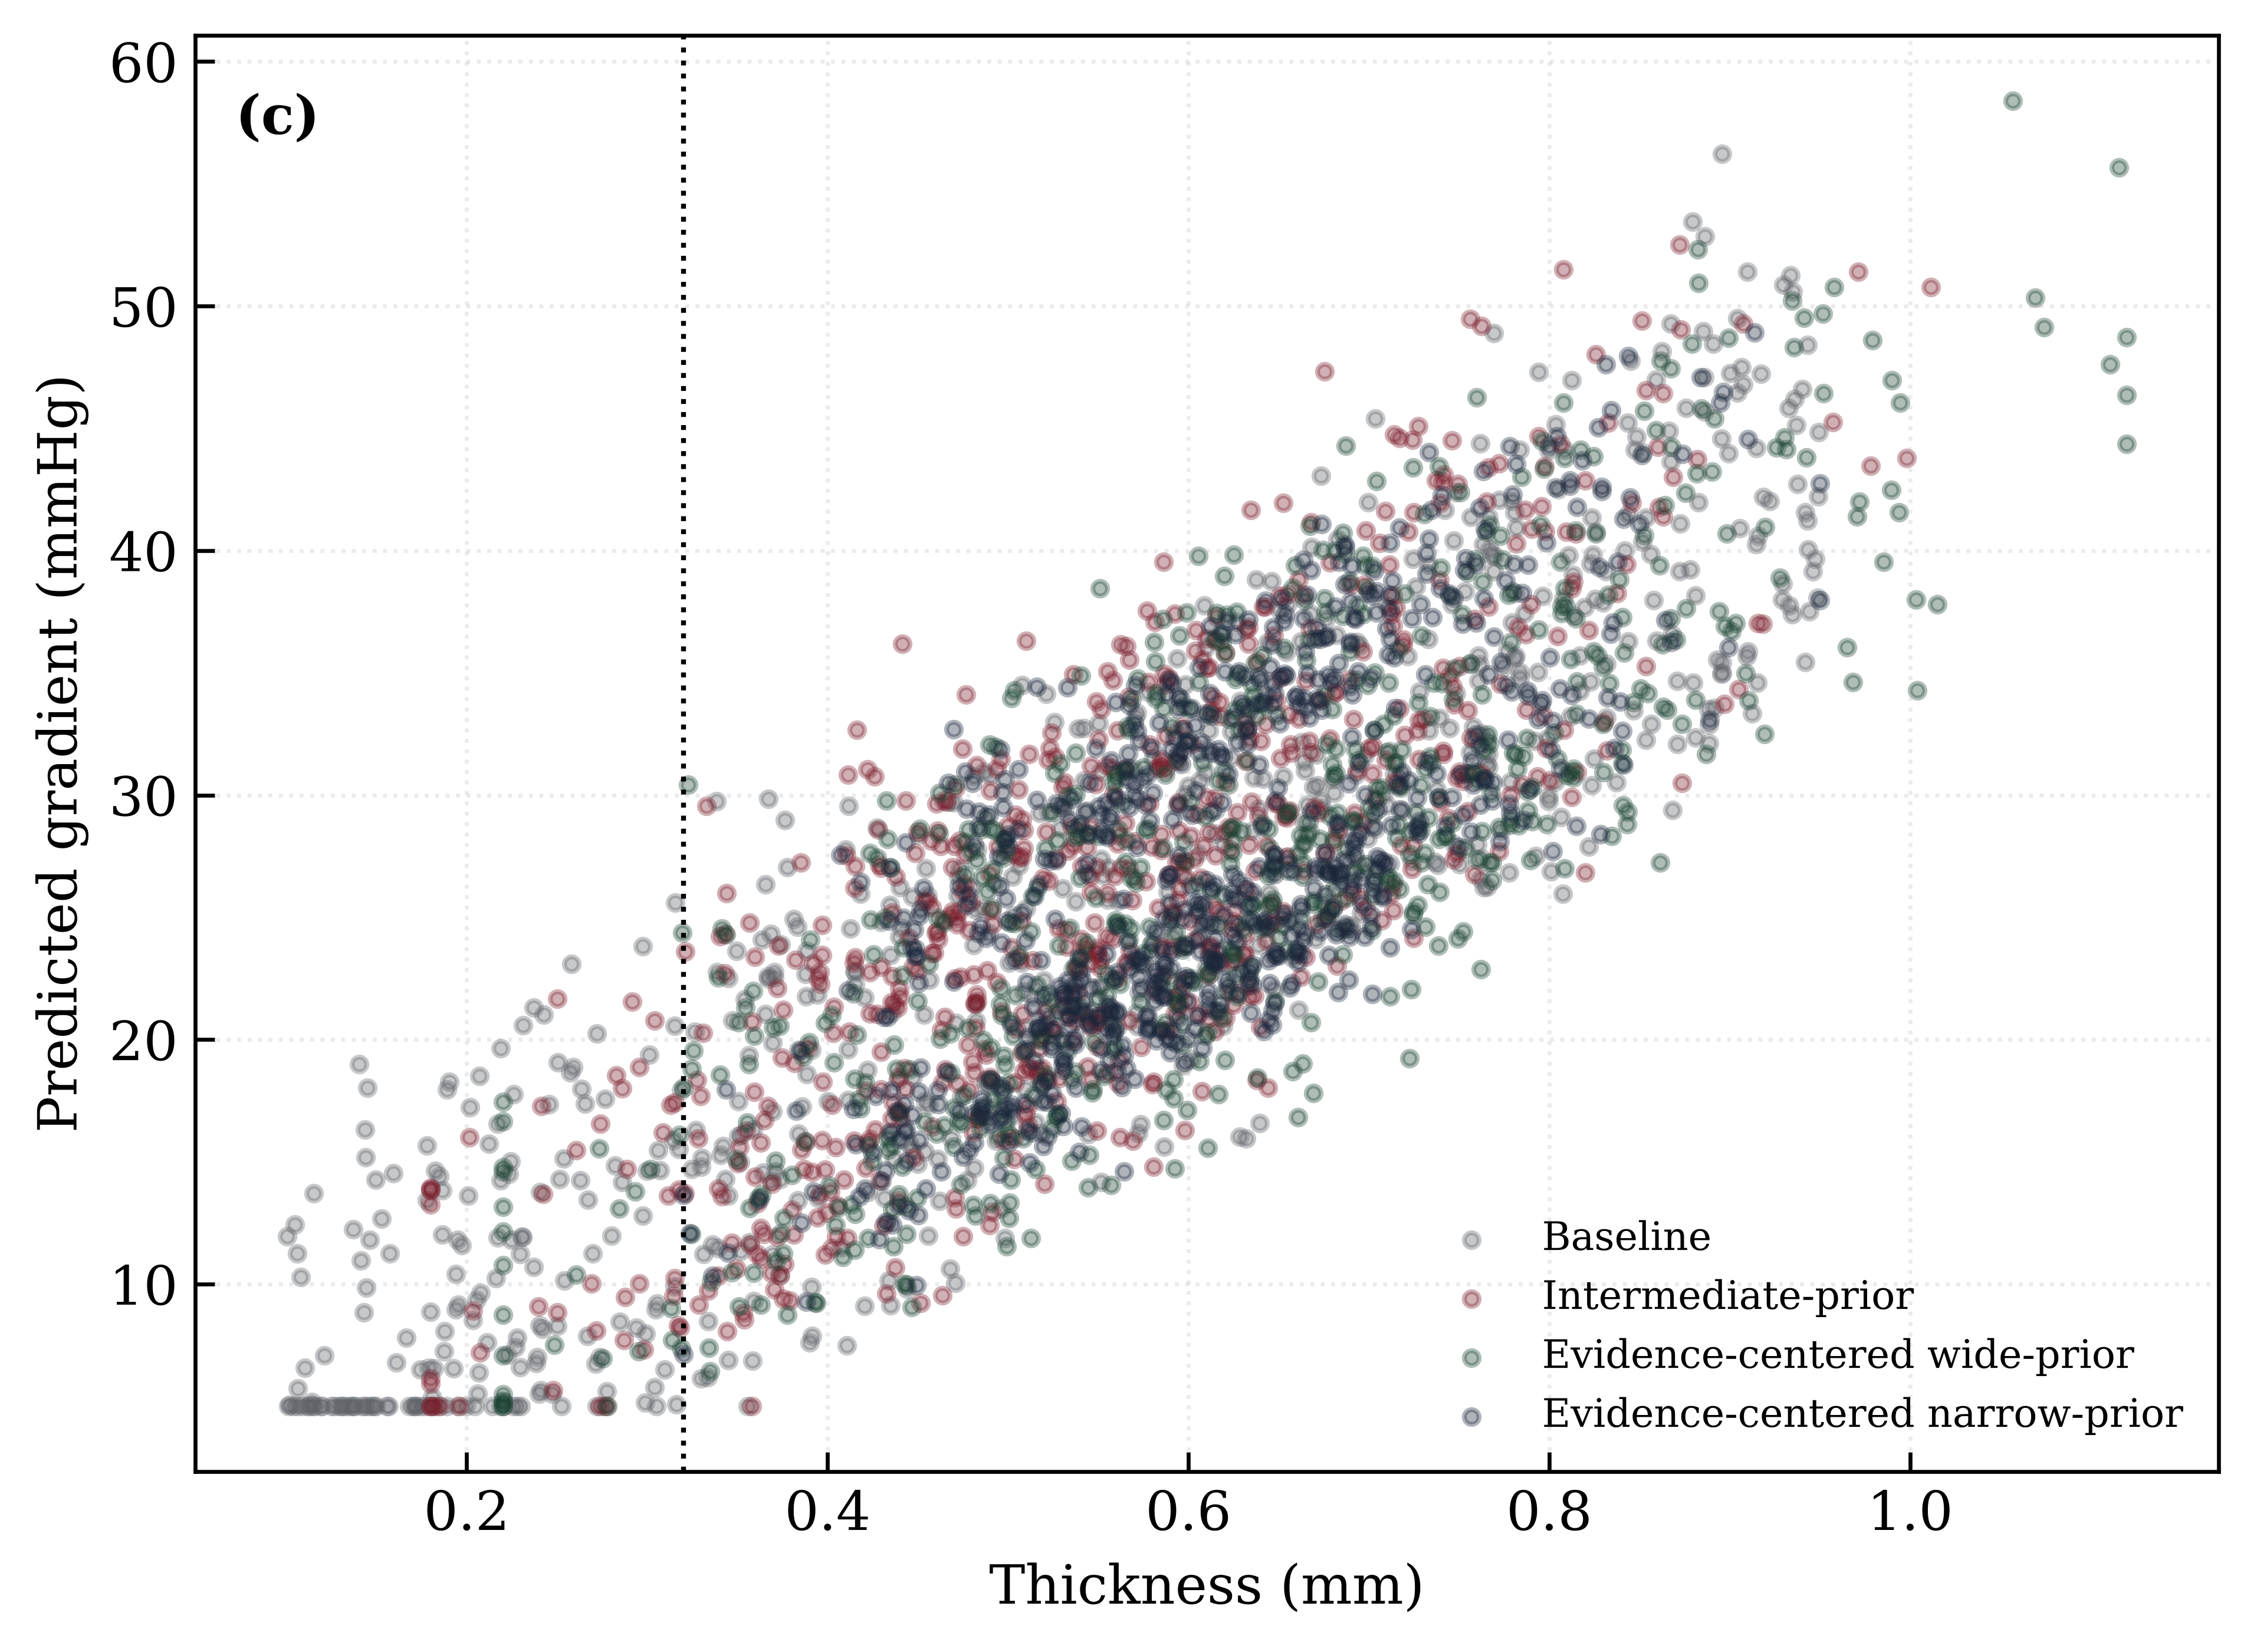 (c)
Predicted gradient (mmHg)
60
50
40
30
20
10
0.2
0.4
0.6
0.8
1.0
Thickness (mm)
Baseline
Intermediate-prior
Evidence-centered wide-prior
Evidence-centered narrow-prior